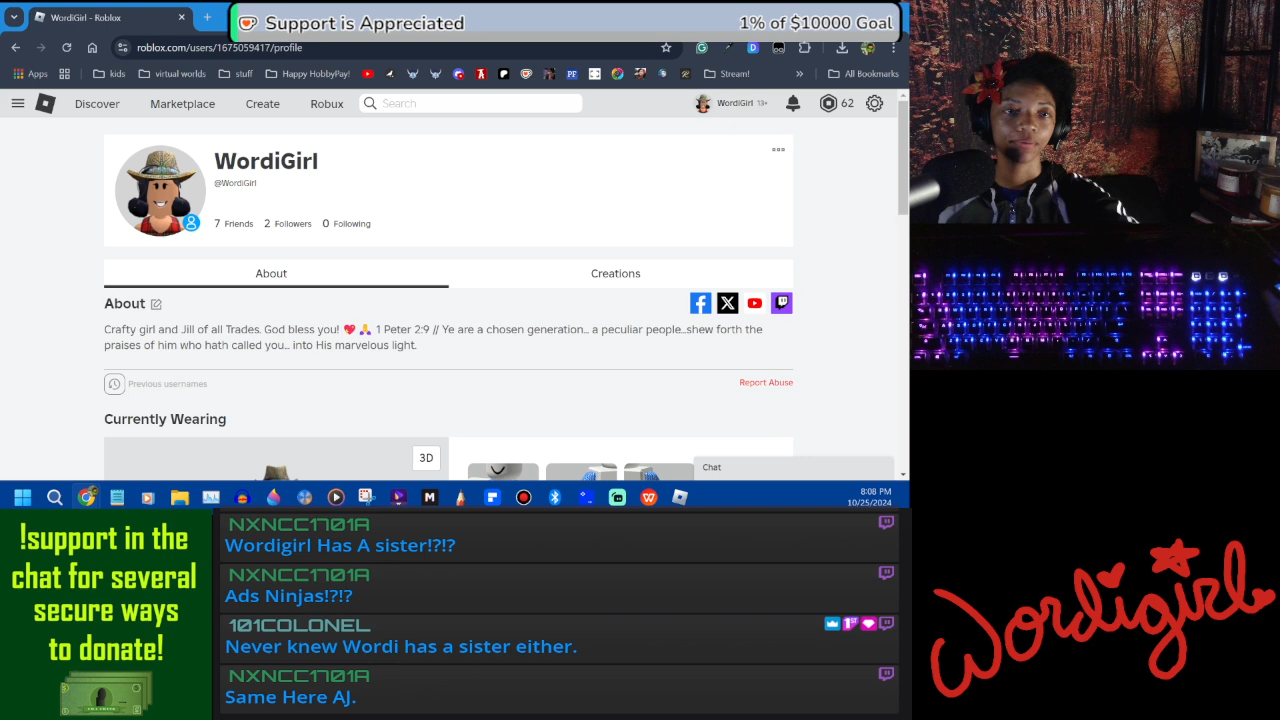 WordiGirl - Roblox
Support is Appreciated
1% of $10000 Goal
roblox.com/users/1675059417/profile
Apps
kids
virtual worlds
stuff
Happy HobbyPay!
Stream!
All Bookmarks
Discover
Marketplace
Create
Robux
Search
WordiGirl 13+
62
WordiGirl
@WordiGirl
7 Friends
2 Followers
0 Following
About
Creations
About
Crafty girl and Jill of all Trades. God bless you! 💖 🙏 1 Peter 2:9 // Ye are a chosen generation... a peculiar people...shew forth the
praises of him who hath called you... into His marvelous light.
Previous usernames
Report Abuse
Currently Wearing
3D
Chat
8:08 PM
10/25/2024
!support in the
chat for several
secure ways
to donate!
NXNCC1701A
Wordigirl Has A sister!?!?
NXNCC1701A
Ads Ninjas!?!?
101COLONEL
Never knew Wordi has a sister either.
NXNCC1701A
Same Here AJ.
Wordigirl